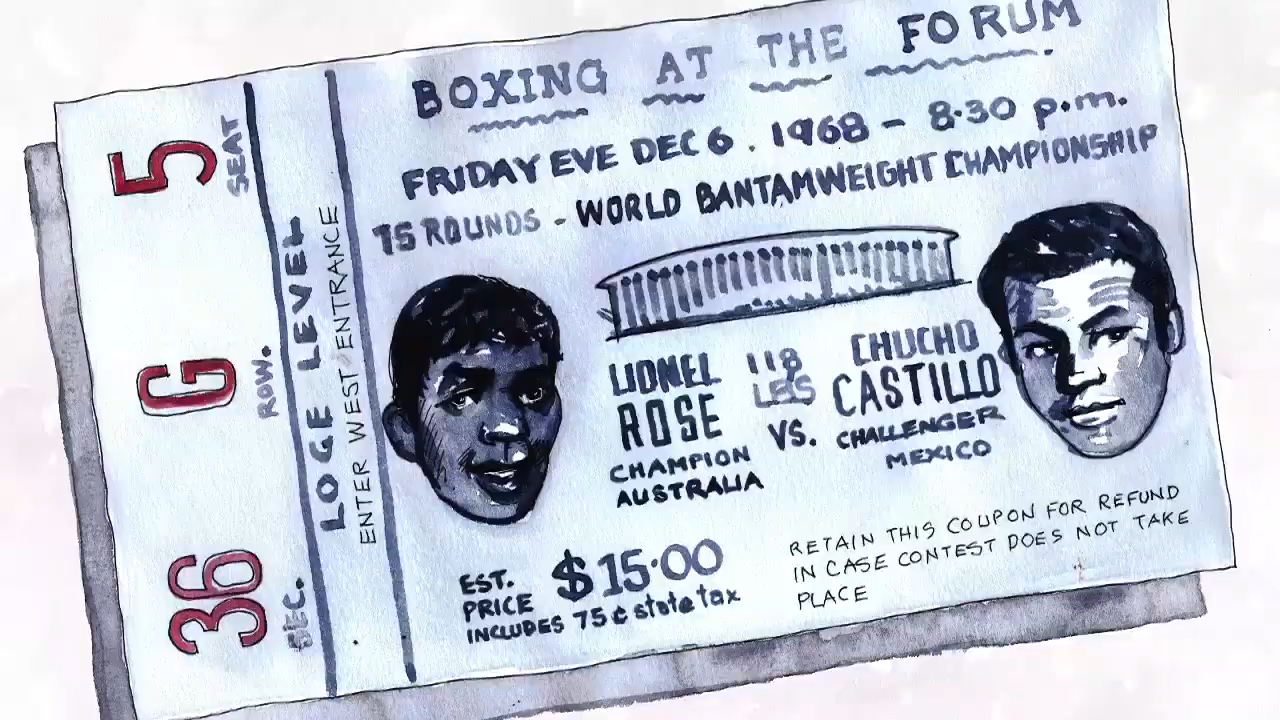 BOXING AT THE FORUM
FRIDAY EVE DEC 6. 1968 - 8.30 p.m.
15 ROUNDS - WORLD BANTAMWEIGHT CHAMPIONSHIP
5 SEAT
G ROW.
36 SEC.
LOGE LEVEL
ENTER WEST ENTRANCE
LIONEL
ROSE
CHAMPION
AUSTRALIA
118
LBS
VS.
CHUCHO
CASTILLO
CHALLENGER
MEXICO
EST.
PRICE $15.00
INCLUDES 75¢ state tax
RETAIN THIS COUPON FOR REFUND
IN CASE CONTEST DOES NOT TAKE
PLACE